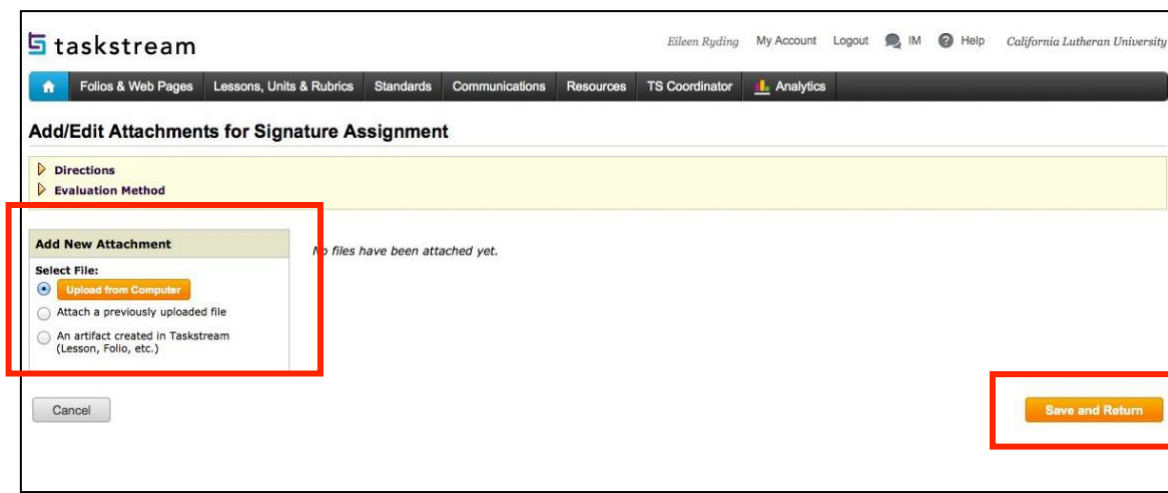 taskstream
Eileen Ryding My Account Logout IM Help California Lutheran University
Folios & Web Pages Lessons, Units & Rubrics Standards Communications Resources TS Coordinator Analytics
Add/Edit Attachments for Signature Assignment
Directions
Evaluation Method
Add New Attachment
No files have been attached yet.
Select File:
Upload from Computer
Attach a previously uploaded file
An artifact created in Taskstream
(Lesson, Folio, etc.)
Cancel
Save and Return